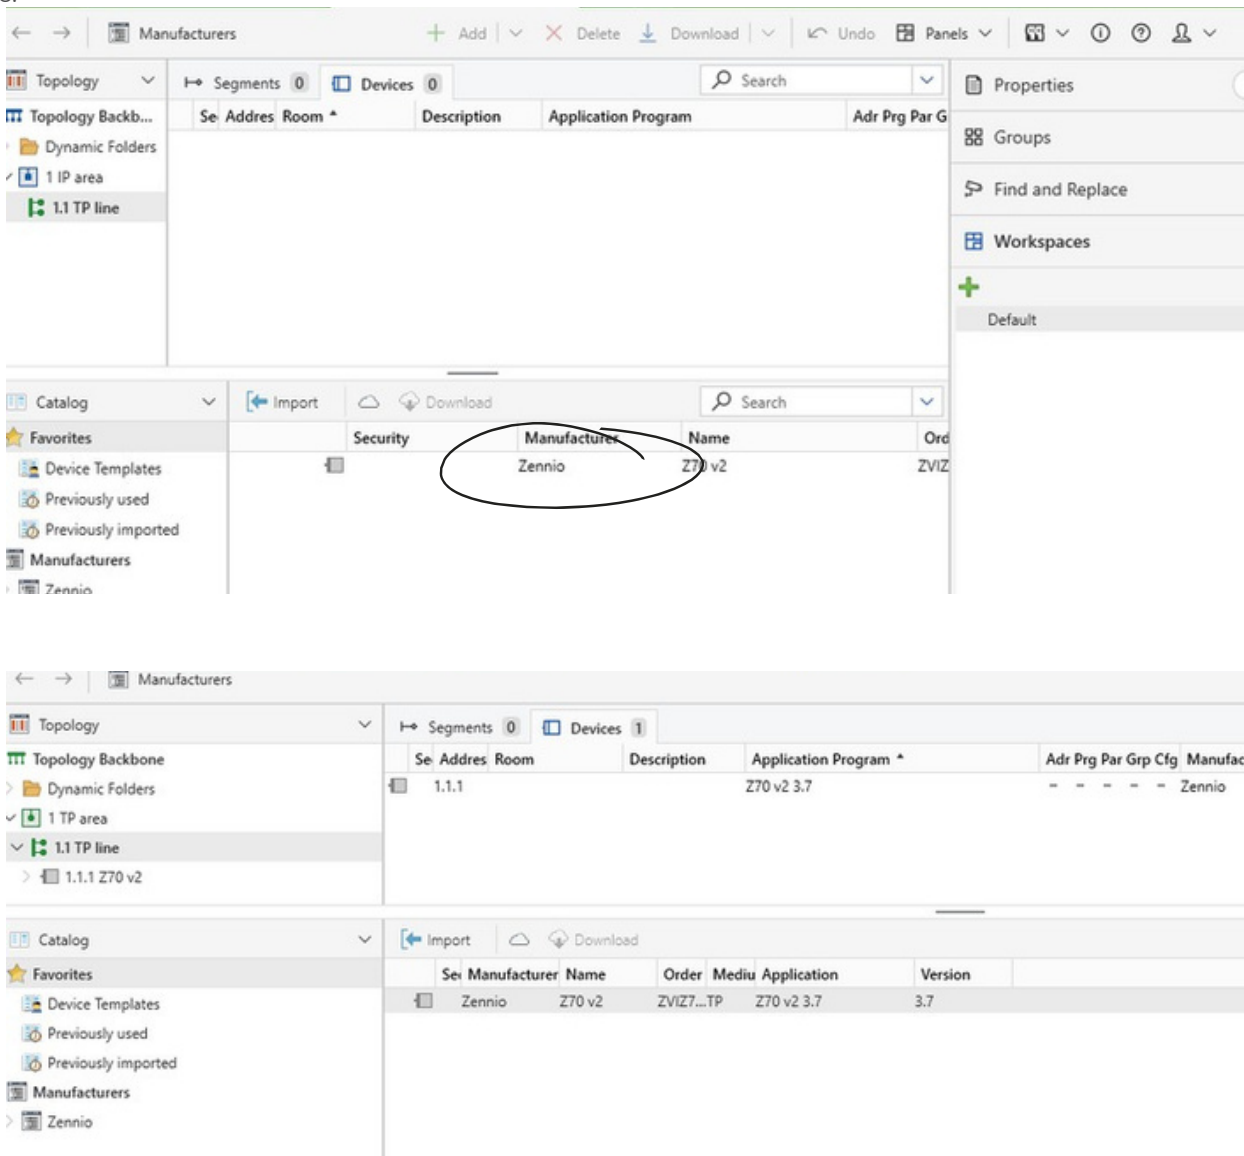 Manufacturers Add Delete Download Undo Panels
Topology Segments 0 Devices 0 Search Properties
Topology Backb... Se Addres Room Description Application Program Adr Prg Par G
Groups
Dynamic Folders
1 IP area
Find and Replace
1.1 TP line
Workspaces
Default
Catalog Import Download Search
Favorites Security Manufacturer Name Ord
Device Templates Zennio Z70 v2 ZVIZ
Previously used
Previously imported
Manufacturers
Zennio
Manufacturers
Topology Segments 0 Devices 1
Topology Backbone Se Addres Room Description Application Program Adr Prg Par Grp Cfg Manufac
Dynamic Folders 1.1.1 Z70 v2 3.7 - - - - - Zennio
1 TP area
1.1 TP line
1.1.1 Z70 v2
Catalog Import Download
Favorites Se Manufacturer Name Order Mediu Application Version
Device Templates Zennio Z70 v2 ZVIZ7... TP Z70 v2 3.7 3.7
Previously used
Previously imported
Manufacturers
Zennio